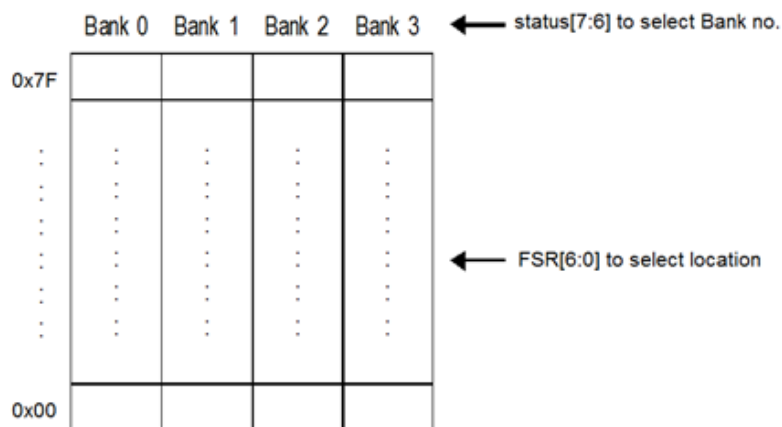 Bank 0 Bank 1 Bank 2 Bank 3 status[7:6] to select Bank no.
0x7F
FSR[6:0] to select location
0x00